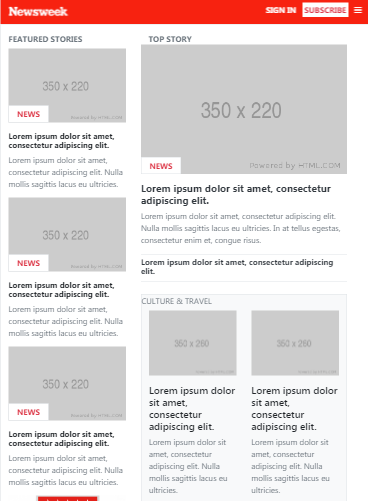 Newsweek
SIGN IN
SUBSCRIBE
FEATURED STORIES
350 x 220
NEWS
Powered by HTML.COM
Lorem ipsum dolor sit amet,
consectetur adipiscing elit.
Lorem ipsum dolor sit amet,
consectetur adipiscing elit. Nulla
mollis sagittis lacus eu ultricies.
350 x 220
NEWS
Powered by HTML.COM
Lorem ipsum dolor sit amet,
consectetur adipiscing elit.
Lorem ipsum dolor sit amet,
consectetur adipiscing elit. Nulla
mollis sagittis lacus eu ultricies.
350 x 220
NEWS
Powered by HTML.COM
Lorem ipsum dolor sit amet,
consectetur adipiscing elit.
Lorem ipsum dolor sit amet,
consectetur adipiscing elit. Nulla
mollis sagittis lacus eu ultricies.
TOP STORY
350 x 220
NEWS
Powered by HTML.COM
Lorem ipsum dolor sit amet, consectetur
adipiscing elit.
Lorem ipsum dolor sit amet, consectetur adipiscing elit.
Nulla mollis sagittis lacus eu ultricies. In at tellus egestas,
consectetur enim et, congue risus.
Lorem ipsum dolor sit amet, consectetur adipiscing
elit.
CULTURE & TRAVEL
350 x 260
Lorem ipsum dolor
sit amet,
consectetur
adipiscing elit.
Lorem ipsum dolor sit
amet, consectetur
adipiscing elit. Nulla
mollis sagittis lacus eu
ultricies.
350 x 260
Lorem ipsum dolor
sit amet,
consectetur
adipiscing elit.
Lorem ipsum dolor sit
amet, consectetur
adipiscing elit. Nulla
mollis sagittis lacus eu
ultricies.